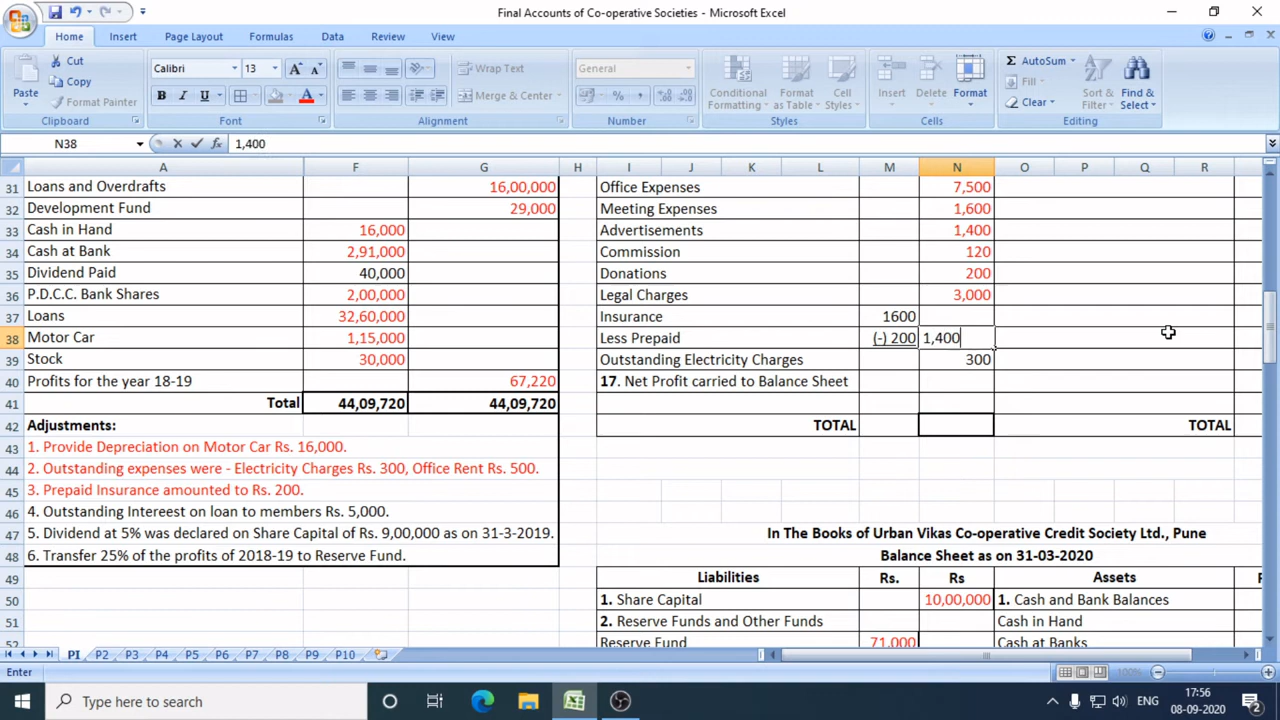 Final Accounts of Co-operative Societies - Microsoft Excel
Home Insert Page Layout Formulas Data Review View
Paste Cut Copy Format Painter Clipboard
Calibri 13 A A B I U A Font
Wrap Text Merge & Center Alignment
General % , Number
Conditional Formatting Format as Table Cell Styles Styles
Insert Delete Format Cells
Σ AutoSum Fill Clear Sort & Filter Find & Select Editing
N38 fx 1,400
A F G H I J K L M N O P Q R
31 Loans and Overdrafts 16,00,000 Office Expenses 7,500
32 Development Fund 29,000 Meeting Expenses 1,600
33 Cash in Hand 16,000 Advertisements 1,400
34 Cash at Bank 2,91,000 Commission 120
35 Dividend Paid 40,000 Donations 200
36 P.D.C.C. Bank Shares 2,00,000 Legal Charges 3,000
37 Loans 32,60,000 Insurance 1600
38 Motor Car 1,15,000 Less Prepaid (-) 200 1,400
39 Stock 30,000 Outstanding Electricity Charges 300
40 Profits for the year 18-19 67,220 17. Net Profit carried to Balance Sheet
41 Total 44,09,720 44,09,720
42 Adjustments: TOTAL TOTAL
43 1. Provide Depreciation on Motor Car Rs. 16,000.
44 2. Outstanding expenses were - Electricity Charges Rs. 300, Office Rent Rs. 500.
45 3. Prepaid Insurance amounted to Rs. 200.
46 4. Outstanding Interest on loan to members Rs 5,000.
47 5. Dividend at 5% was declared on Share Capital of Rs. 9,00,000 as on 31-3-2019. In The Books of Urban Vikas Co-operative Credit Society Ltd., Pune
48 6. Transfer 25% of the profits of 2018-19 to Reserve Fund. Balance Sheet as on 31-03-2020
49 Liabilities Rs. Rs Assets
50 1. Share Capital 10,00,000 1. Cash and Bank Balances
51 2. Reserve Funds and Other Funds Cash in Hand
52 Reserve Fund 71,000 Cash at Banks
PI P2 P3 P4 P5 P6 P7 P8 P9 P10
Enter 100%
Type here to search ENG 17:56
08-09-2020 2